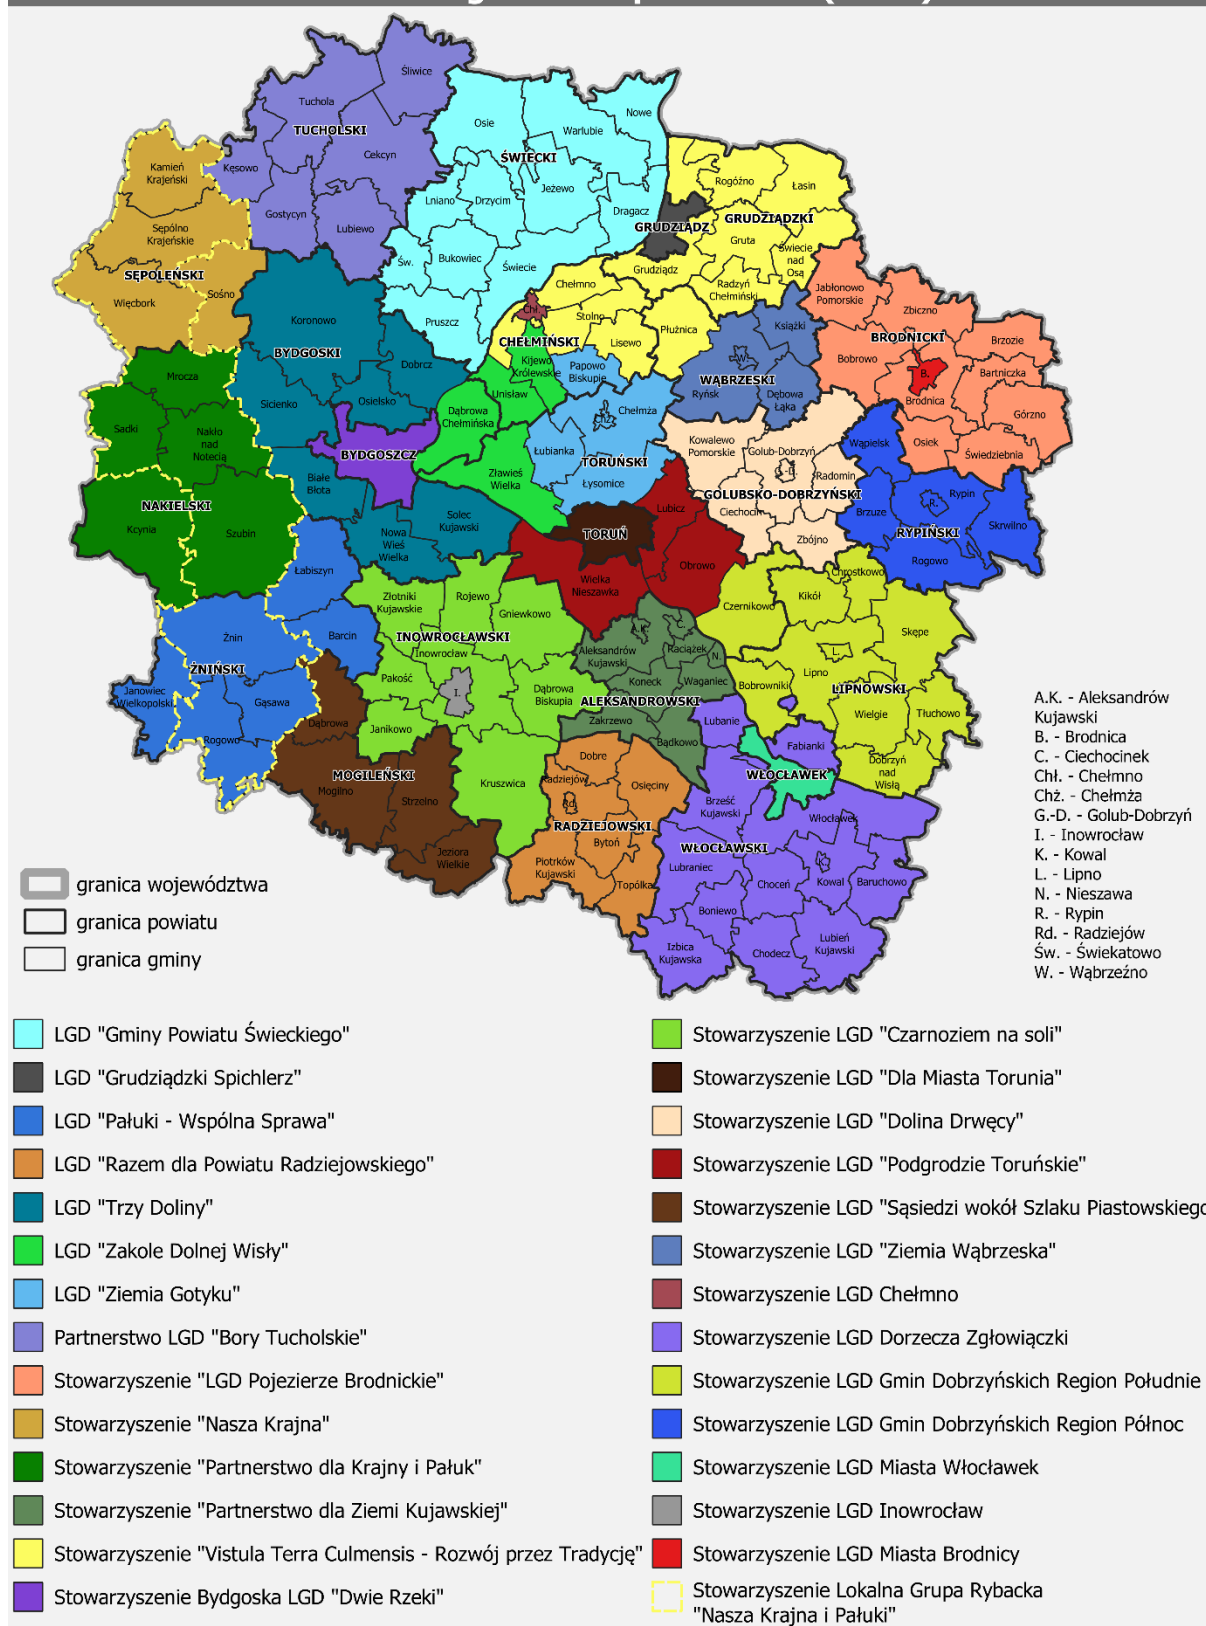 Śliwice
Tuchola
TUCHOLSKI
Cekcyn
Kęsowo
Gostycyn
Lubiewo
Osie
Nowe
Warlubie
ŚWIECKI
Jeżewo
Lniano
Drzycim
Dragacz
Św.
Bukowiec
Świecie
Pruszcz
Kamień
Krajeński
Sępólno
Krajeńskie
SĘPOLEŃSKI
Więcbork
Sośno
Rogóźno
Łasin
GRUDZIĄDZ
GRUDZIĄDZKI
Gruta
Świecie
nad
Osą
Grudziądz
Radzyń
Chełmiński
Chełmno
Chł.
Stolno
Płużnica
CHEŁMIŃSKI
Lisewo
Kijewo
Królewskie
Papowo
Biskupie
Unisław
Koronowo
BYDGOSKI
Dobrcz
Sicienko
Osielsko
Dąbrowa
Chełmińska
BYDGOSZCZ
Białe
Błota
Solec
Kujawski
Nowa
Wieś
Wielka
Mrocza
Sadki
Nakło
nad
Notecią
NAKIELSKI
Kcynia
Szubin
Jabłonowo
Pomorskie
Zbiczno
BRODNICKI
Brzozie
Bobrowo
B.
Bartniczka
Brodnica
Górzno
Osiek
Świedziebnia
Książki
W.
WĄBRZESKI
Ryńsk
Dębowa
Łąka
Chełmża
Chż.
Łubianka
TORUŃSKI
Łysomice
Zławieś
Wielka
Kowalewo
Pomorskie
Golub-Dobrzyń
G.-D.
Radomin
GOLUBSKO-DOBRZYŃSKI
Ciechocin
Zbójno
Wąpielsk
Rypin
R.
Brzuze
RYPIŃSKI
Skrwilno
Rogowo
Lubicz
TORUŃ
Obrowo
Wielka
Nieszawka
Łabiszyn
Żnin
Barcin
ŻNIŃSKI
Janowiec
Wielkopolski
Gąsawa
Rogowo
Złotniki
Kujawskie
Rojewo
Gniewkowo
INOWROCŁAWSKI
Inowrocław
Pakość
I.
Dąbrowa
Biskupia
Janikowo
Kruszwica
A.K.
C.
Aleksandrów
Kujawski
Raciążek
N.
Koneck
Waganiec
ALEKSANDROWSKI
Zakrzewo
Bądkowo
Chrostkowo
Kikół
Czernikowo
Skępe
L.
Lipno
Bobrowniki
LIPNOWSKI
Wielgie
Tłuchowo
Dobrzyń
nad
Wisłą
Dąbrowa
MOGILEŃSKI
Mogilno
Strzelno
Jeziora
Wielkie
Dobre
Radziejów
Osięciny
Rd.
RADZIEJOWSKI
Bytoń
Piotrków
Kujawski
Topólka
Lubanie
Fabianki
WŁOCŁAWEK
Brześć
Kujawski
Włocławek
WŁOCŁAWSKI
K.
Lubraniec
Choceń
Kowal
Baruchowo
Boniewo
Izbica
Kujawska
Chodecz
Lubień
Kujawski
A.K. - Aleksandrów
Kujawski
B. - Brodnica
C. - Ciechocinek
Chł. - Chełmno
Chż. - Chełmża
G.-D. - Golub-Dobrzyń
I. - Inowrocław
K. - Kowal
L. - Lipno
N. - Nieszawa
R. - Rypin
Rd. - Radziejów
Św. - Świekatowo
W. - Wąbrzeźno
granica województwa
granica powiatu
granica gminy
LGD "Gminy Powiatu Świeckiego"
LGD "Grudziądzki Spichlerz"
LGD "Pałuki - Wspólna Sprawa"
LGD "Razem dla Powiatu Radziejowskiego"
LGD "Trzy Doliny"
LGD "Zakole Dolnej Wisły"
LGD "Ziemia Gotyku"
Partnerstwo LGD "Bory Tucholskie"
Stowarzyszenie "LGD Pojezierze Brodnickie"
Stowarzyszenie "Nasza Krajna"
Stowarzyszenie "Partnerstwo dla Krajny i Pałuk"
Stowarzyszenie "Partnerstwo dla Ziemi Kujawskiej"
Stowarzyszenie "Vistula Terra Culmensis - Rozwój przez Tradycję"
Stowarzyszenie Bydgoska LGD "Dwie Rzeki"
Stowarzyszenie LGD "Czarnoziem na soli"
Stowarzyszenie LGD "Dla Miasta Torunia"
Stowarzyszenie LGD "Dolina Drwęcy"
Stowarzyszenie LGD "Podgrodzie Toruńskie"
Stowarzyszenie LGD "Sąsiedzi wokół Szlaku Piastowskiego
Stowarzyszenie LGD "Ziemia Wąbrzeska"
Stowarzyszenie LGD Chełmno
Stowarzyszenie LGD Dorzecza Zgłowiączki
Stowarzyszenie LGD Gmin Dobrzyńskich Region Południe
Stowarzyszenie LGD Gmin Dobrzyńskich Region Północ
Stowarzyszenie LGD Miasta Włocławek
Stowarzyszenie LGD Inowrocław
Stowarzyszenie LGD Miasta Brodnicy
Stowarzyszenie Lokalna Grupa Rybacka
"Nasza Krajna i Pałuki"